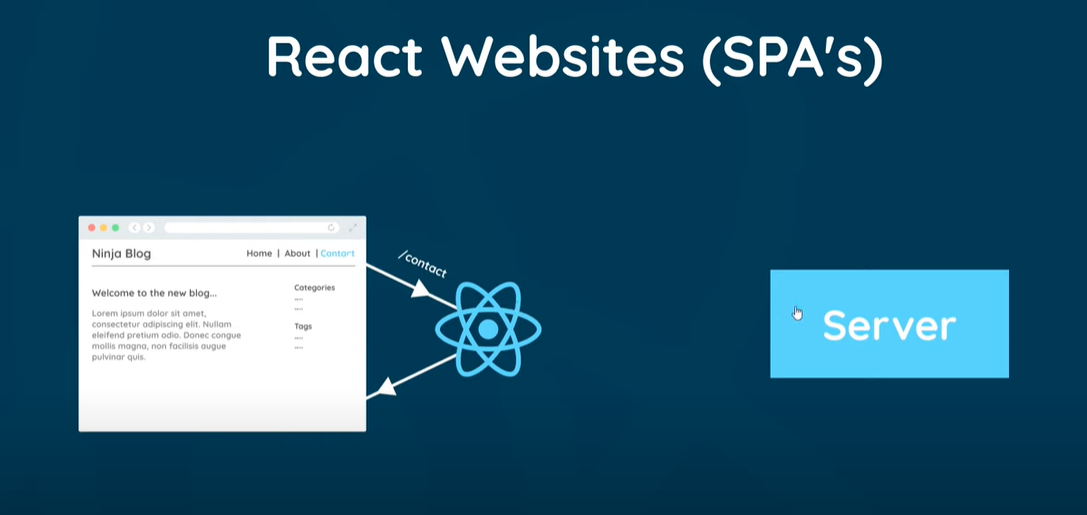 React Websites (SPA's)
Ninja Blog
Home | About | Contact
/contact
Welcome to the new blog...
Lorem ipsum dolor sit amet,
consectetur adipiscing elit. Nullam
eleifend pretium odio. Donec congue
mollis magna, non facilisis augue
pulvinar quis.
Categories
Tags
Server